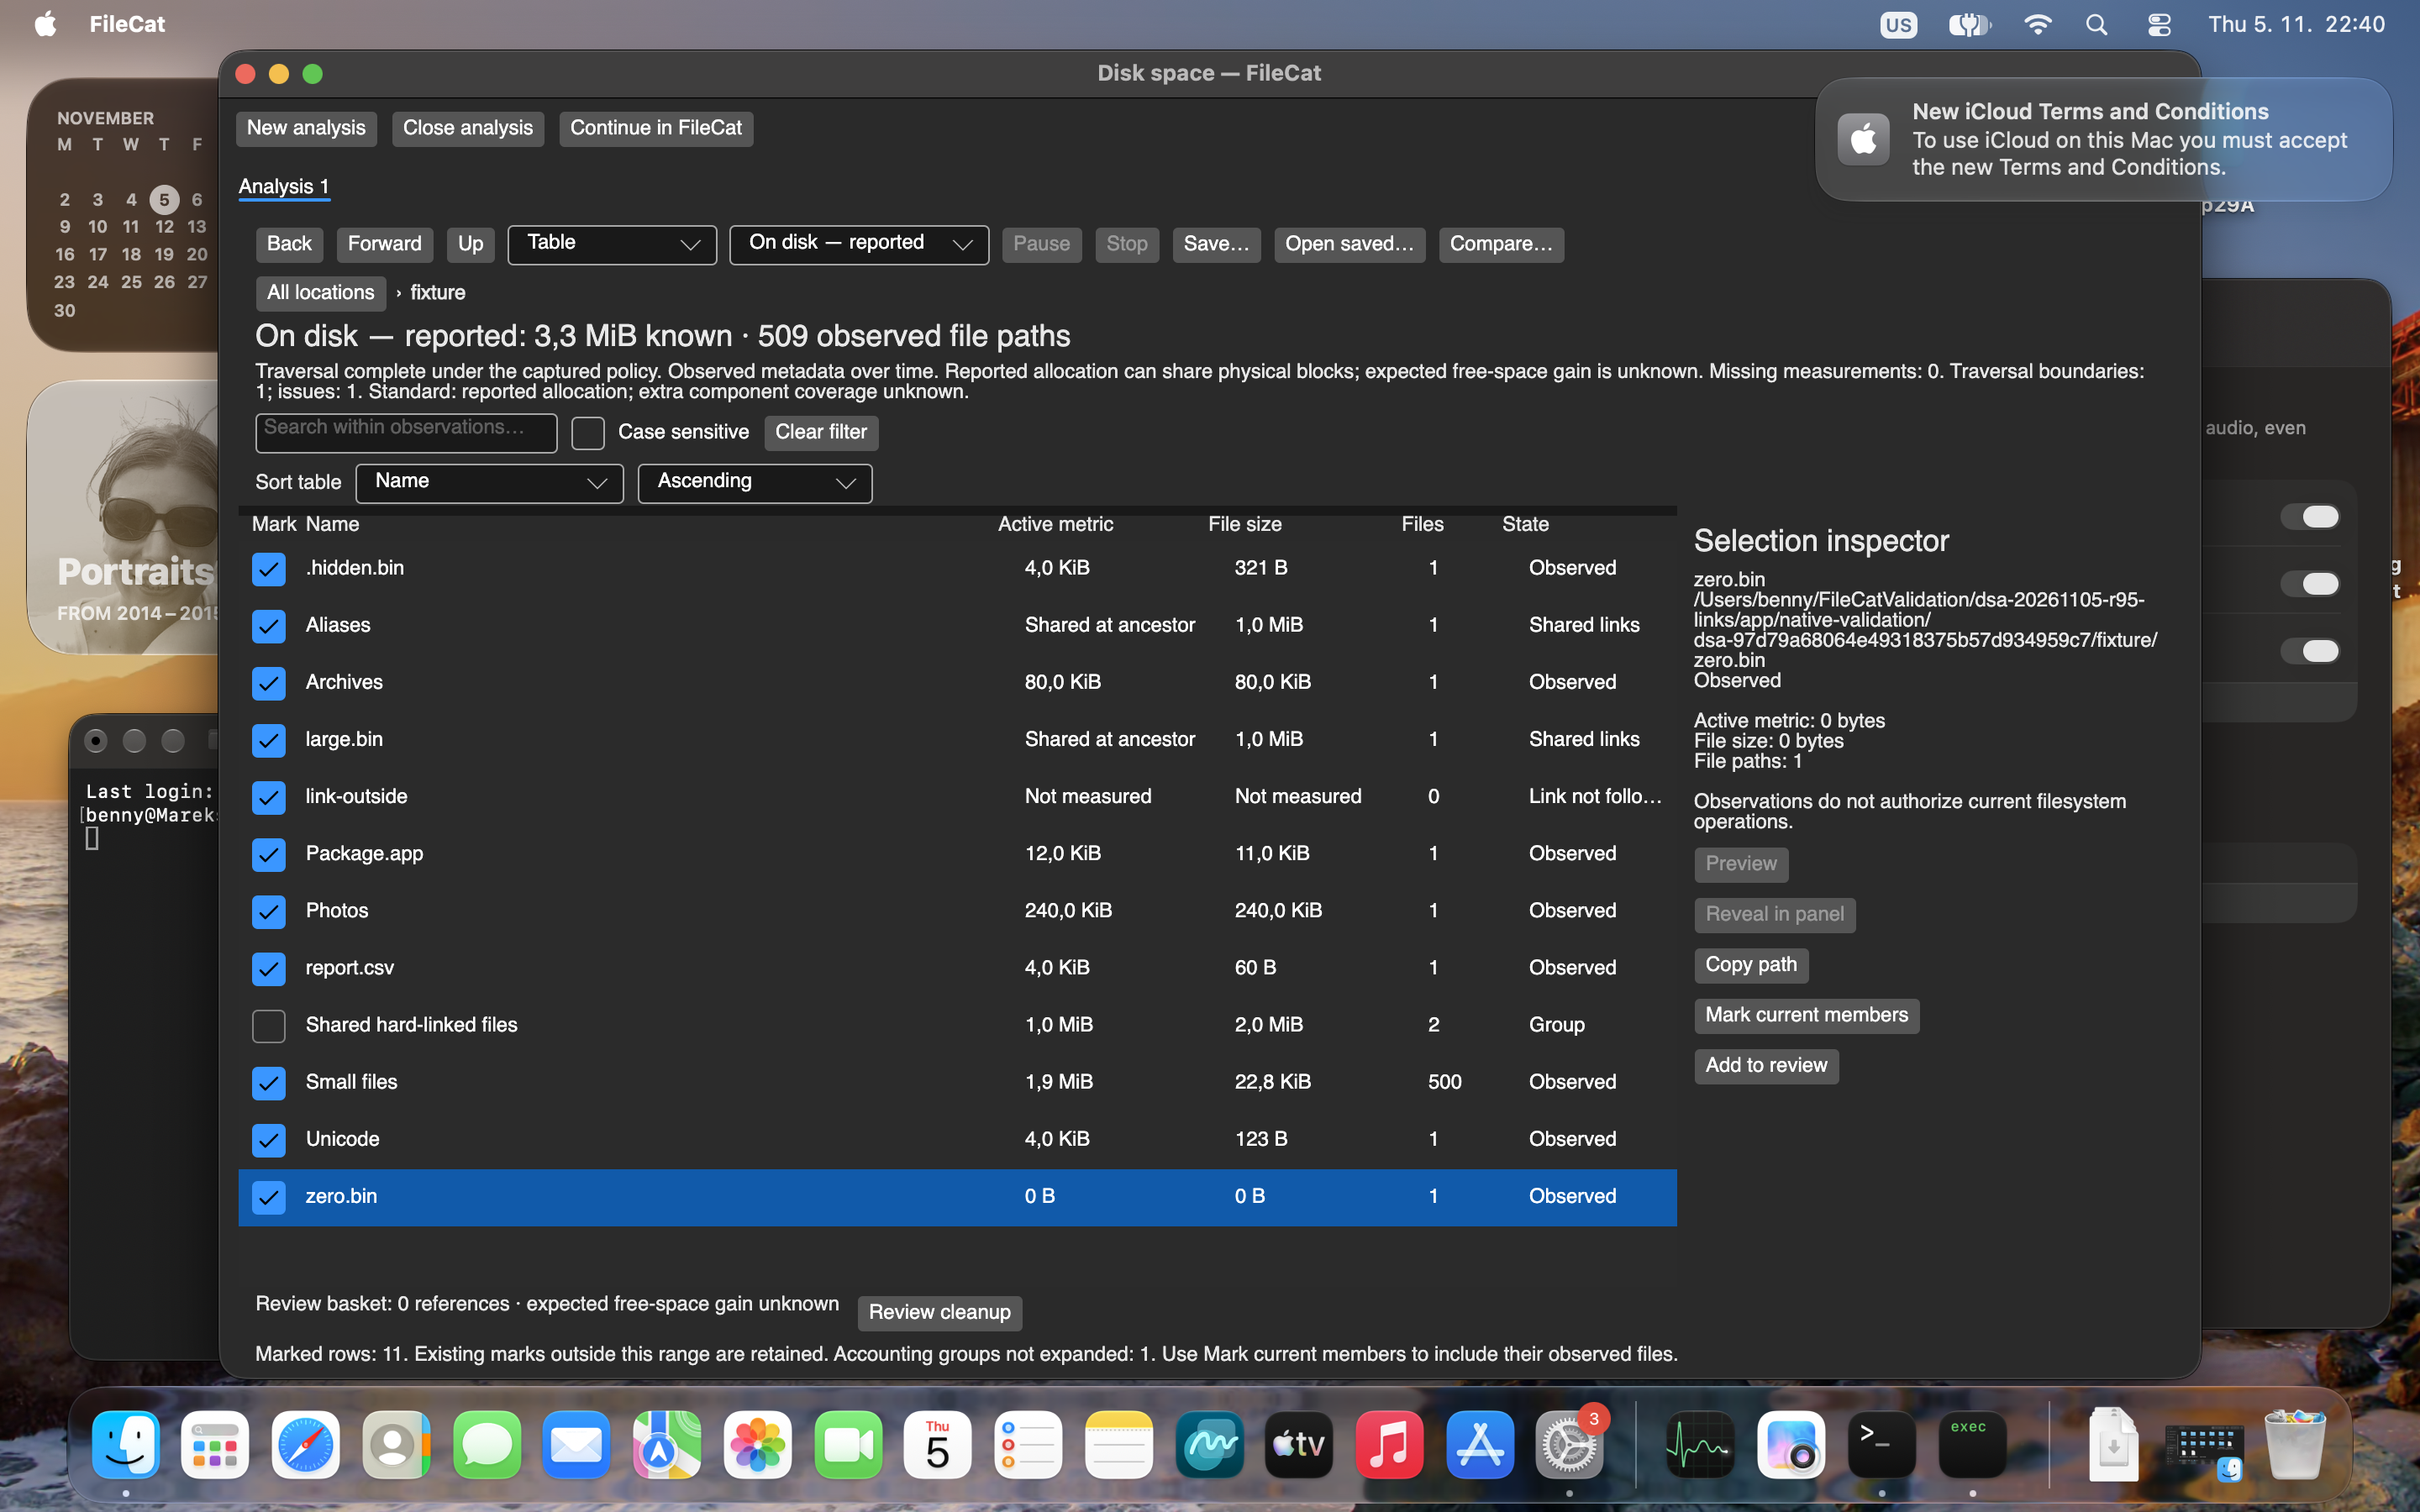 FileCat
US
Thu 5. 11. 22:40
Disk space — FileCat
New iCloud Terms and Conditions
To use iCloud on this Mac you must accept
the new Terms and Conditions.
p29A
NOVEMBER
M T W T F
2 3 4 5 6
9 10 11 12 13
16 17 18 19 20
23 24 25 26 27
30
Portraits
FROM 2014–2015
Last login:
[benny@Marek
audio, even
New analysis Close analysis Continue in FileCat
Analysis 1
Back Forward Up Table On disk — reported Pause Stop Save... Open saved... Compare...
All locations › fixture
On disk — reported: 3,3 MiB known · 509 observed file paths
Traversal complete under the captured policy. Observed metadata over time. Reported allocation can share physical blocks; expected free-space gain is unknown. Missing measurements: 0. Traversal boundaries:
1; issues: 1. Standard: reported allocation; extra component coverage unknown.
Search within observations... Case sensitive Clear filter
Sort table Name Ascending
Mark Name Active metric File size Files State
.hidden.bin 4,0 KiB 321 B 1 Observed
Aliases Shared at ancestor 1,0 MiB 1 Shared links
Archives 80,0 KiB 80,0 KiB 1 Observed
large.bin Shared at ancestor 1,0 MiB 1 Shared links
link-outside Not measured Not measured 0 Link not follo...
Package.app 12,0 KiB 11,0 KiB 1 Observed
Photos 240,0 KiB 240,0 KiB 1 Observed
report.csv 4,0 KiB 60 B 1 Observed
Shared hard-linked files 1,0 MiB 2,0 MiB 2 Group
Small files 1,9 MiB 22,8 KiB 500 Observed
Unicode 4,0 KiB 123 B 1 Observed
zero.bin 0 B 0 B 1 Observed
Selection inspector
zero.bin
/Users/benny/FileCatValidation/dsa-20261105-r95-
links/app/native-validation/
dsa-97d79a68064e49318375b57d934959c7/fixture/
zero.bin
Observed
Active metric: 0 bytes
File size: 0 bytes
File paths: 1
Observations do not authorize current filesystem
operations.
Preview
Reveal in panel
Copy path
Mark current members
Add to review
Review basket: 0 references · expected free-space gain unknown Review cleanup
Marked rows: 11. Existing marks outside this range are retained. Accounting groups not expanded: 1. Use Mark current members to include their observed files.
Thu
5
tv
3
>_
exec